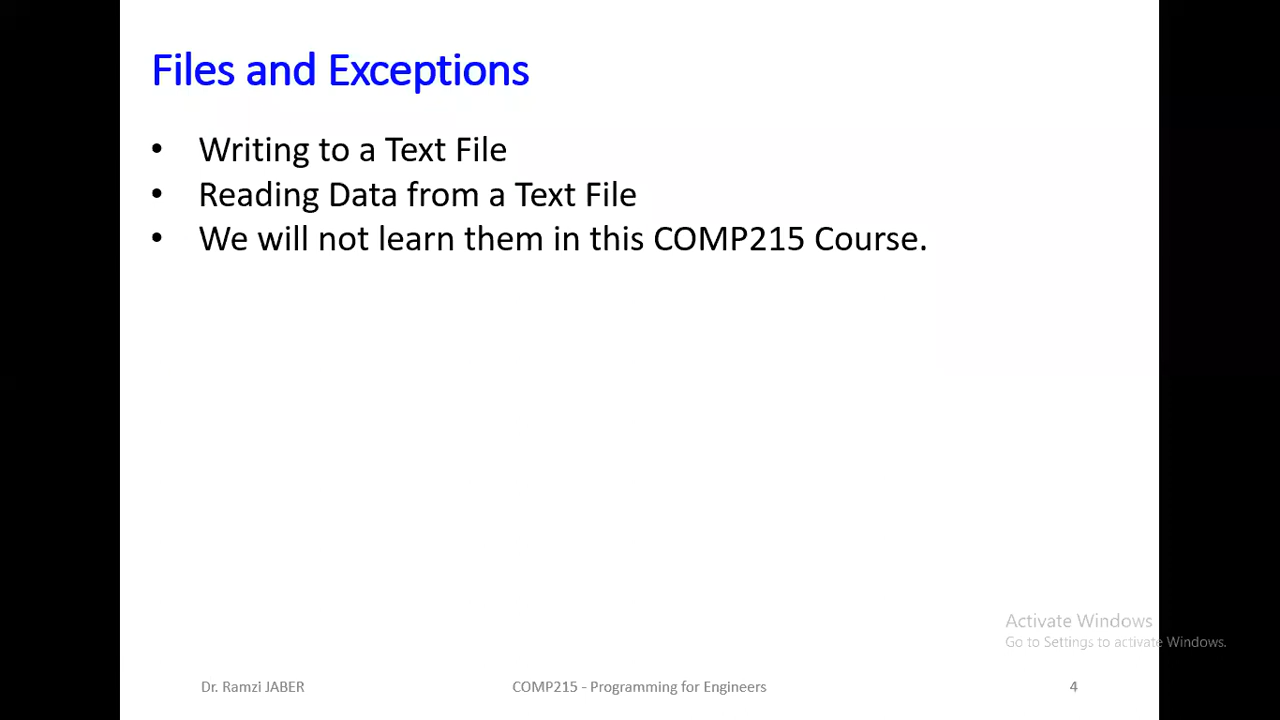 Files and Exceptions
• Writing to a Text File
• Reading Data from a Text File
• We will not learn them in this COMP215 Course.
Activate Windows
Go to Settings to activate Windows.
Dr. Ramzi JABER
COMP215 - Programming for Engineers
4